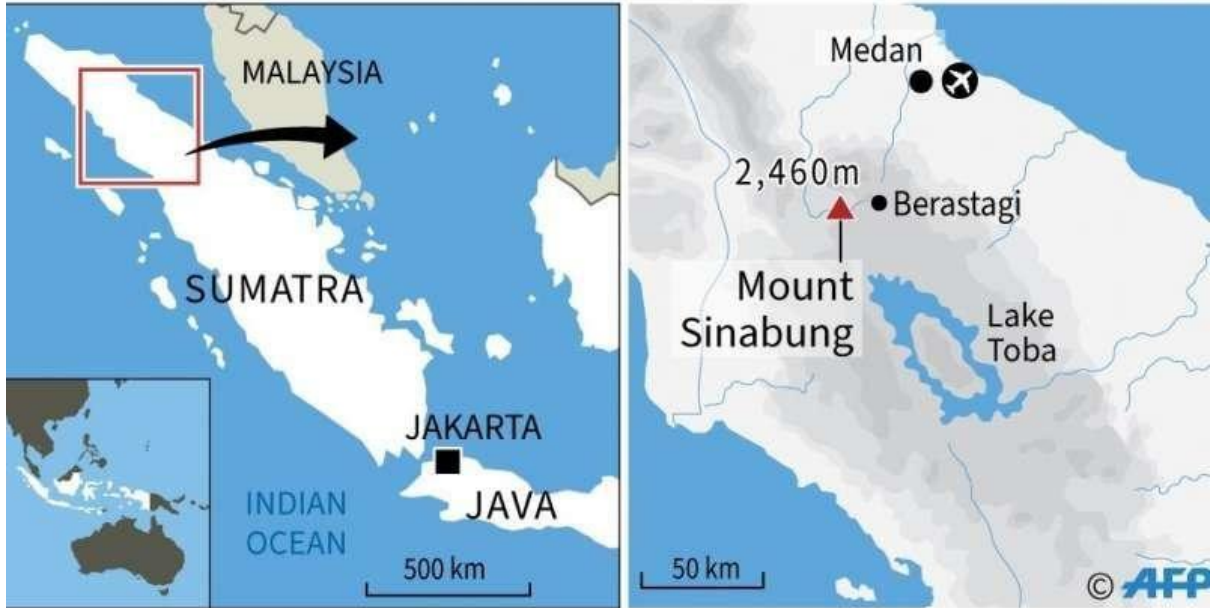 MALAYSIA
SUMATRA
JAKARTA
JAVA
INDIAN
OCEAN
500 km
Medan
2,460m
Berastagi
Mount
Sinabung
Lake
Toba
50 km
© AFP